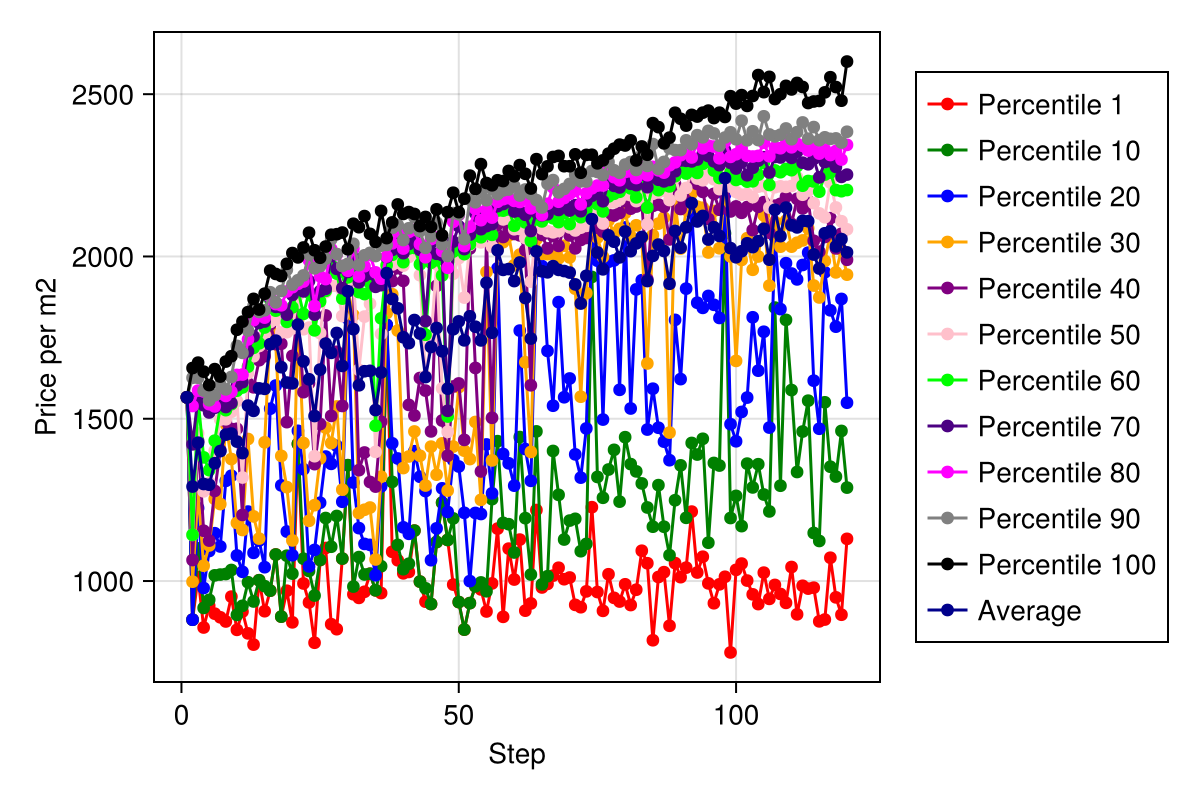 2500
2000
1500
1000
Price per m2
0
50
100
Step
Percentile 1
Percentile 10
Percentile 20
Percentile 30
Percentile 40
Percentile 50
Percentile 60
Percentile 70
Percentile 80
Percentile 90
Percentile 100
Average